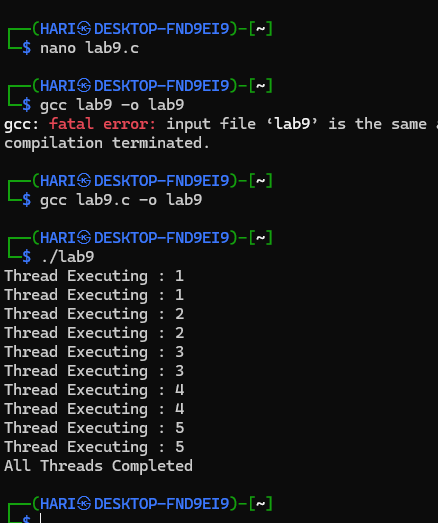 ┌──(HARI㉿DESKTOP-FND9EI9)-[~]
└─$ nano lab9.c
┌──(HARI㉿DESKTOP-FND9EI9)-[~]
└─$ gcc lab9 -o lab9
gcc: fatal error: input file ‘lab9’ is the same
compilation terminated.
┌──(HARI㉿DESKTOP-FND9EI9)-[~]
└─$ gcc lab9.c -o lab9
┌──(HARI㉿DESKTOP-FND9EI9)-[~]
└─$ ./lab9
Thread Executing : 1
Thread Executing : 1
Thread Executing : 2
Thread Executing : 2
Thread Executing : 3
Thread Executing : 3
Thread Executing : 4
Thread Executing : 4
Thread Executing : 5
Thread Executing : 5
All Threads Completed
┌──(HARI㉿DESKTOP-FND9EI9)-[~]
└─$